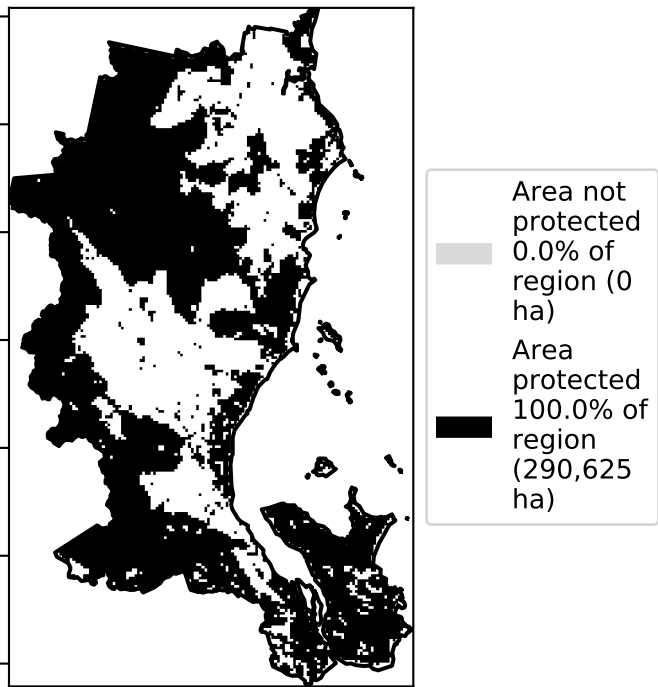 Area not
protected
0.0% of
region (0
ha)
Area
protected
100.0% of
region
(290,625
ha)